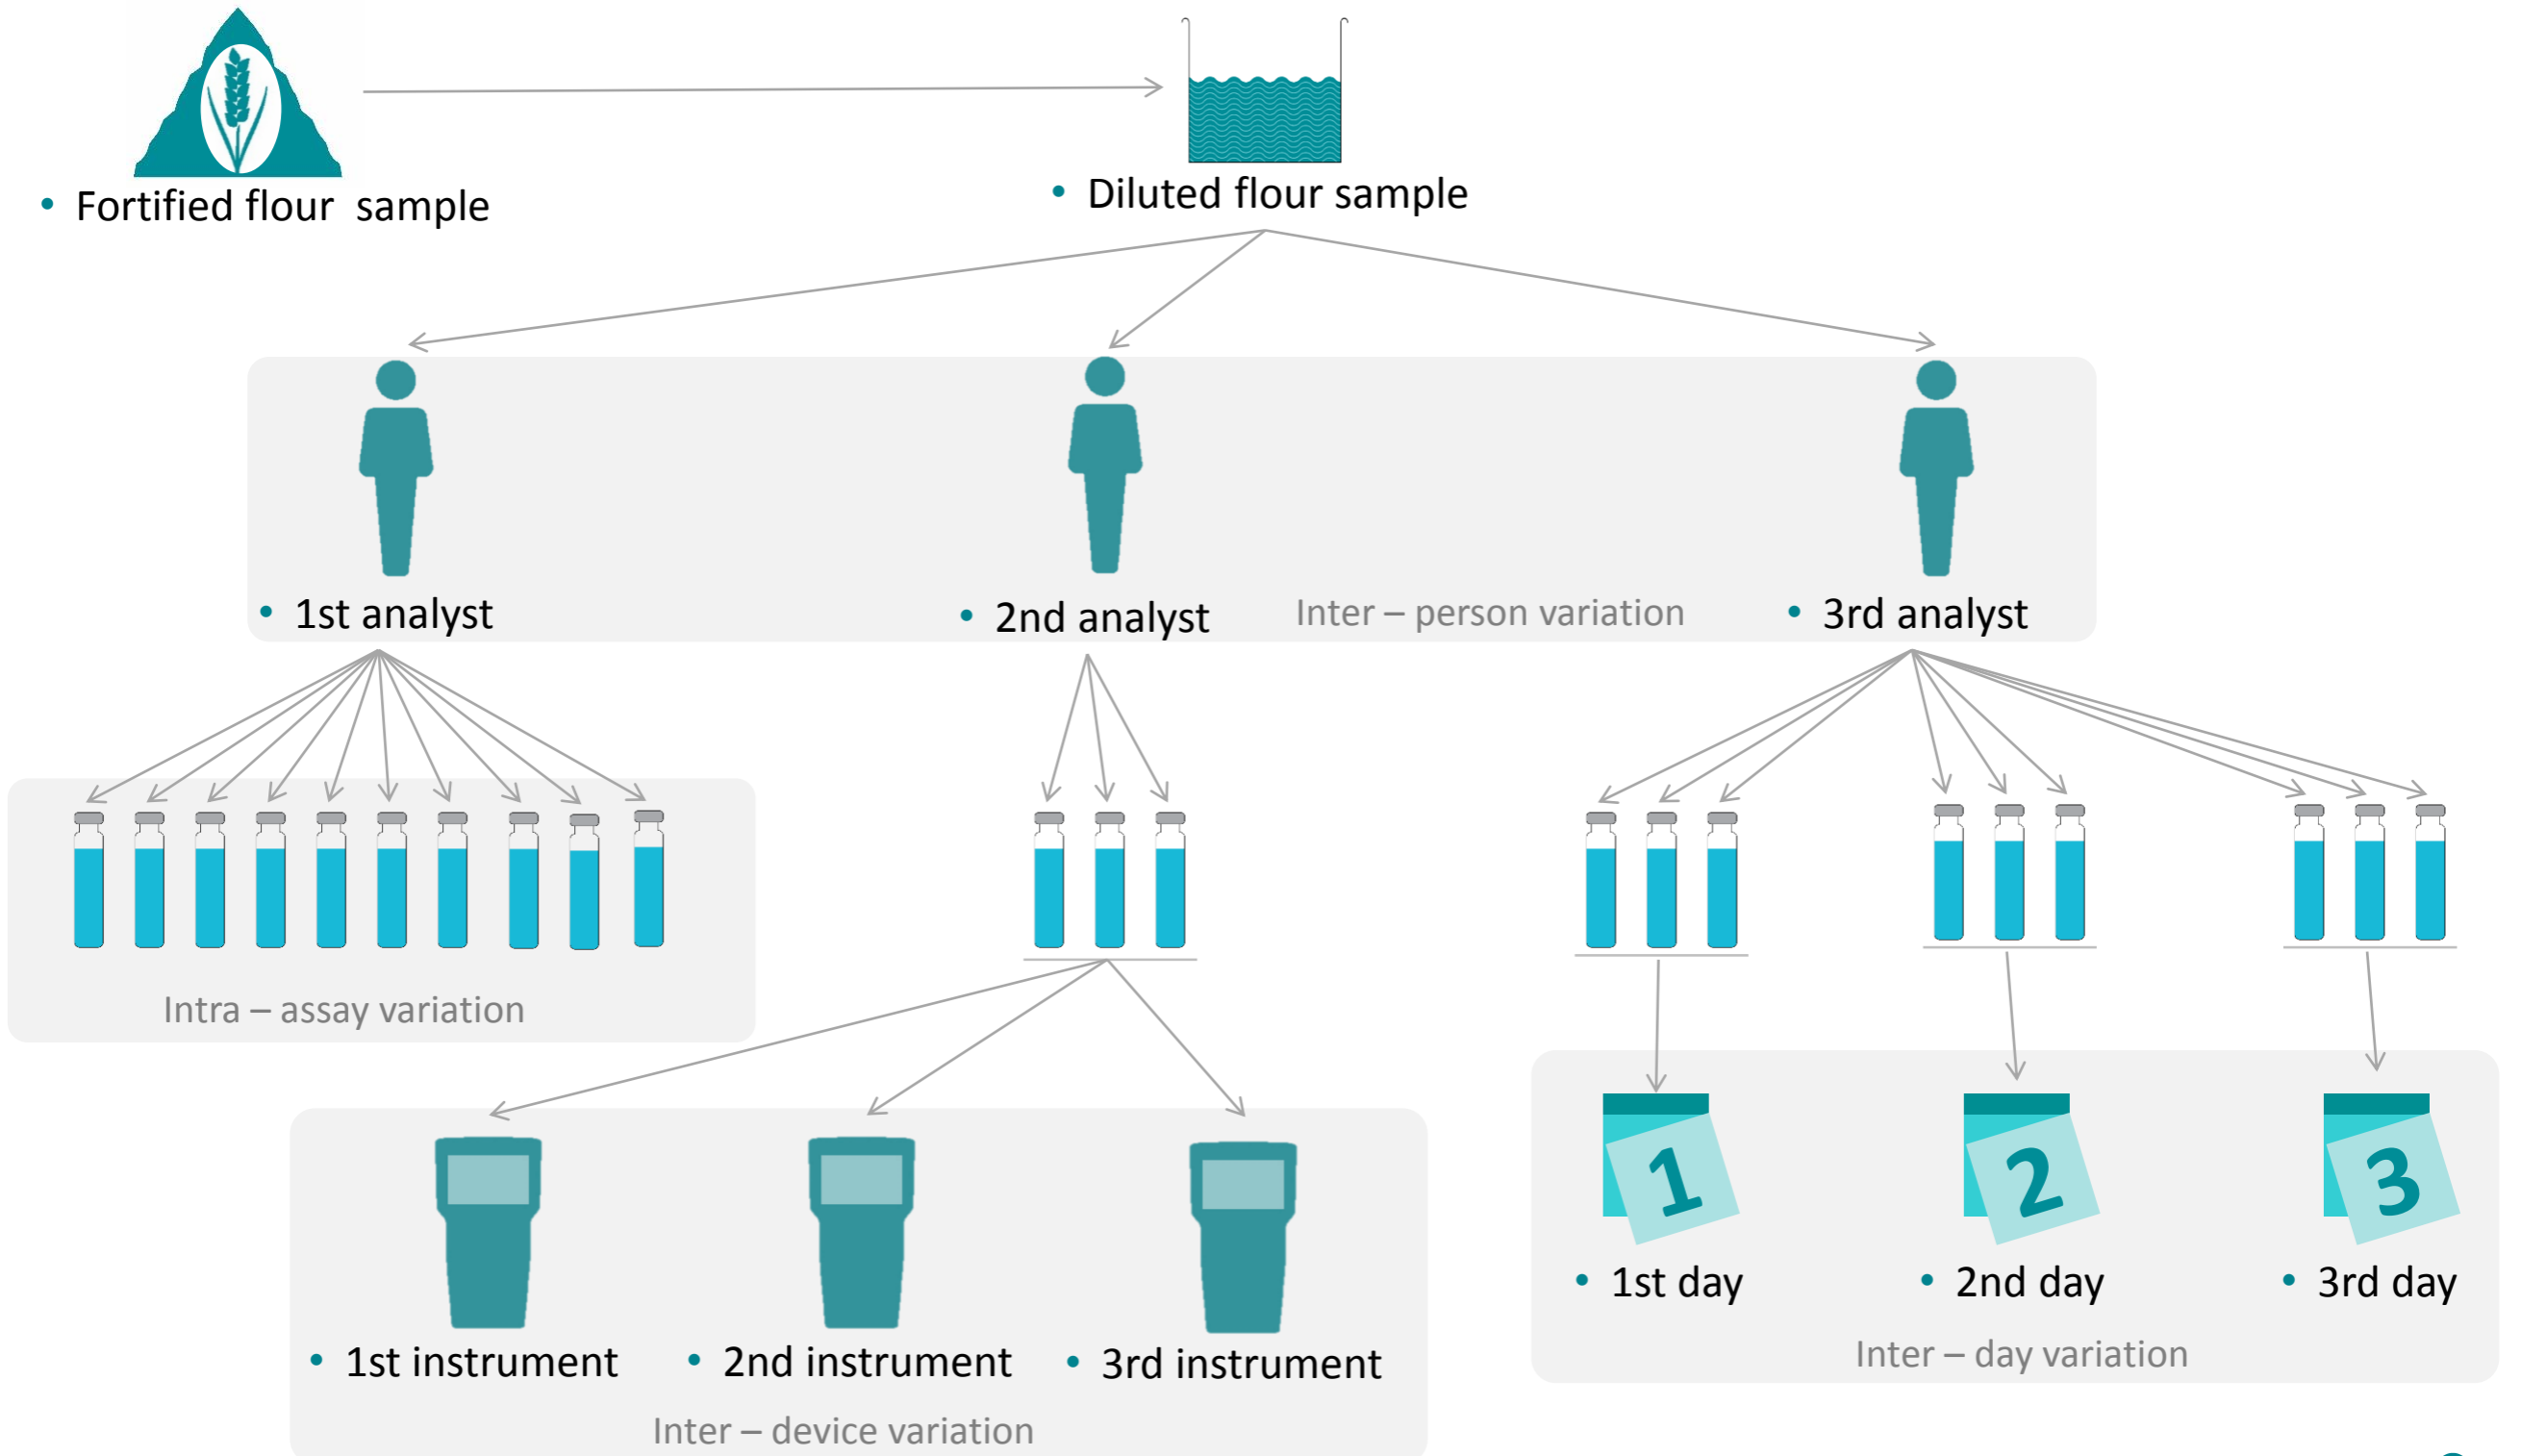 • Fortified flour  sample
• Diluted flour sample
• 1st analyst
• 2nd analyst
Inter – person variation
• 3rd analyst
Intra – assay variation
1
2
3
• 1st day
• 2nd day
• 3rd day
Inter – day variation
• 1st instrument
• 2nd instrument
• 3rd instrument
Inter – device variation